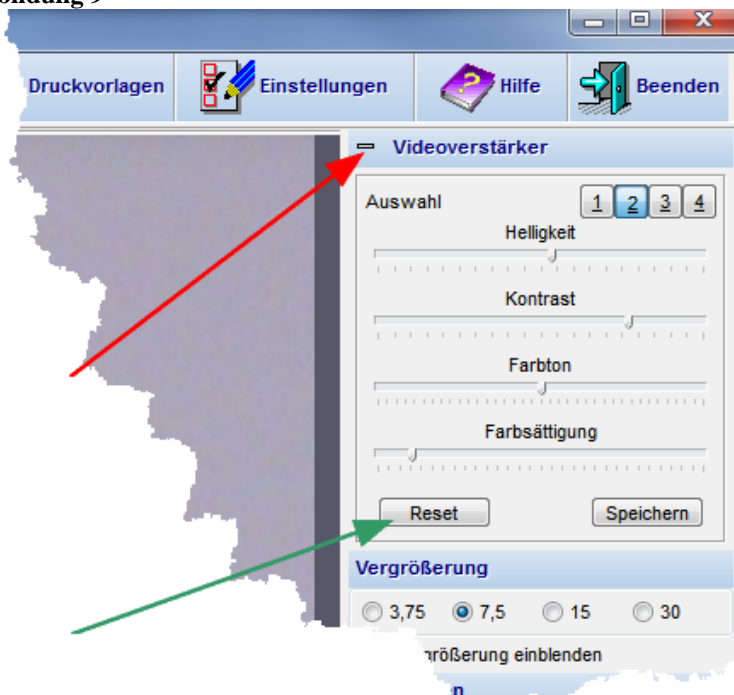 Druckvorlagen Einstellungen Hilfe Beenden
Videoverstärker
Auswahl 1 2 3 4
Helligkeit
Kontrast
Farbton
Farbsättigung
Reset Speichern
Vergrößerung
3,75 7,5 15 30
einblenden